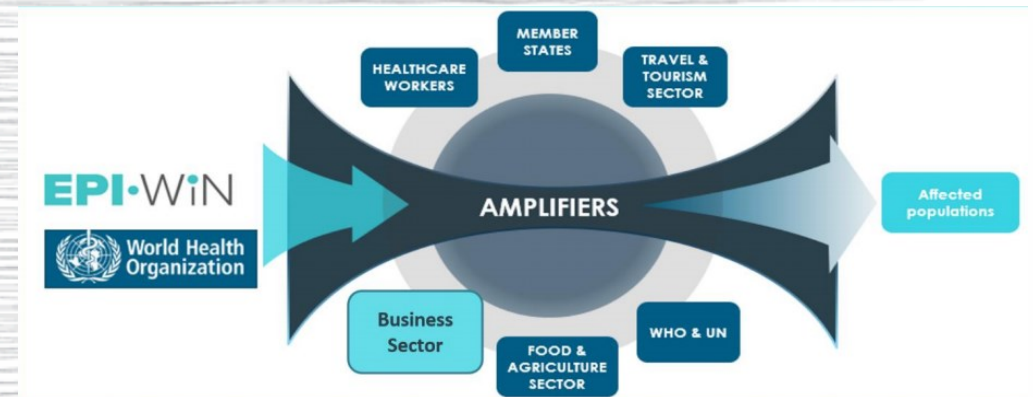 MEMBER
STATES
HEALTHCARE
WORKERS
TRAVEL &
TOURISM
SECTOR
EPI•WiN
World Health
Organization
AMPLIFIERS
Affected
populations
Business
Sector
FOOD &
AGRICULTURE
SECTOR
WHO & UN